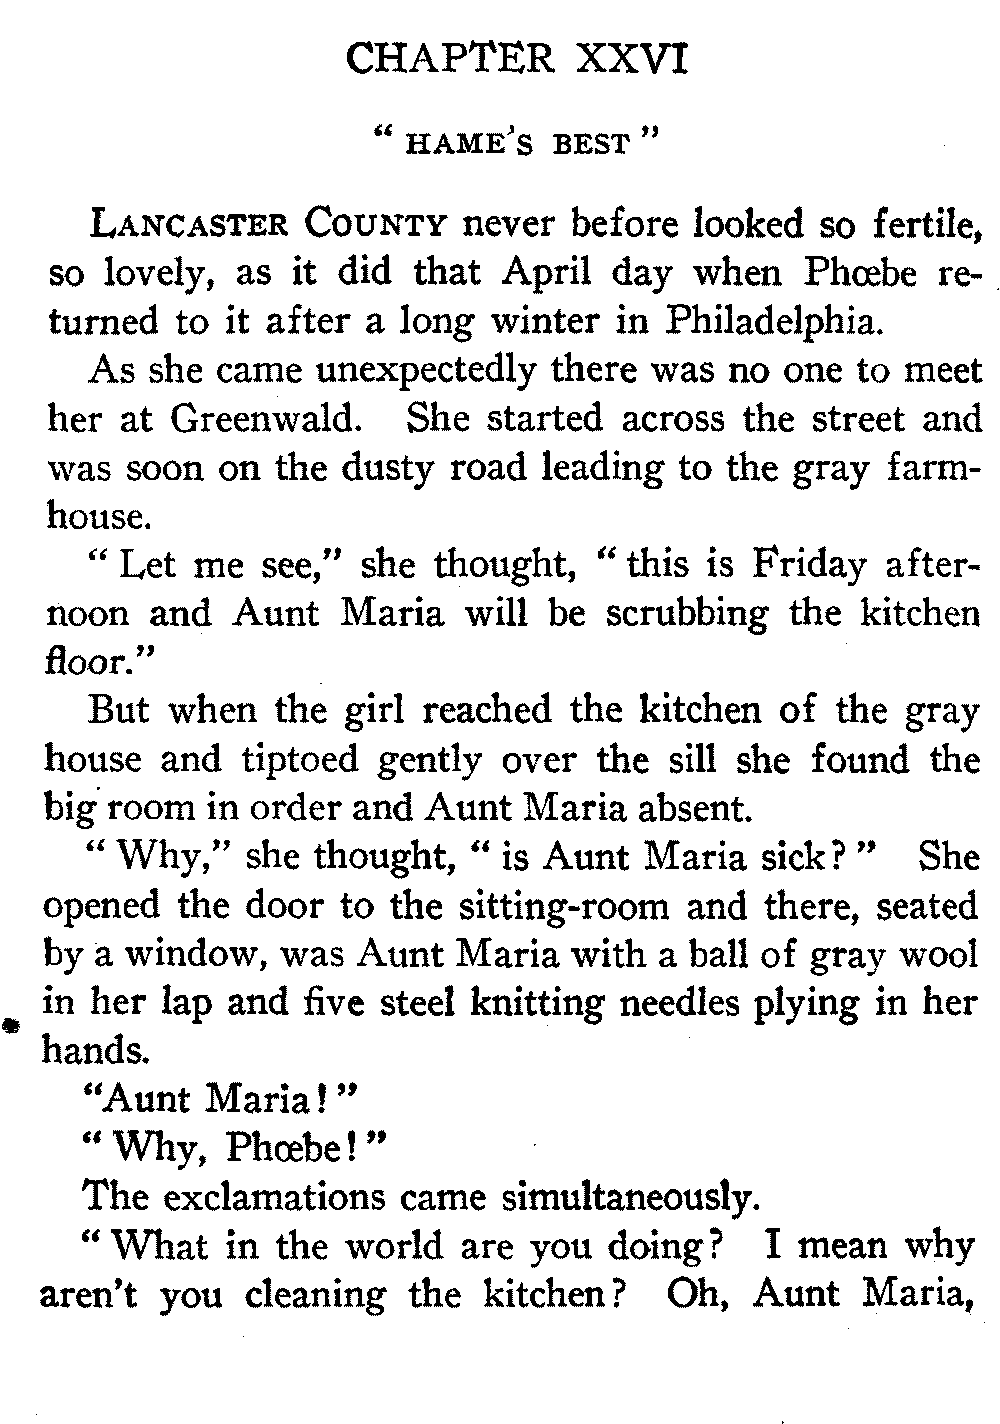 CHAPTER XXVI
" HAME'S BEST "
LANCASTER COUNTY never before looked so fertile,
so lovely, as it did that April day when Phœbe re-
turned to it after a long winter in Philadelphia.
As she came unexpectedly there was no one to meet
her at Greenwald. She started across the street and
was soon on the dusty road leading to the gray farm-
house.
" Let me see," she thought, " this is Friday after-
noon and Aunt Maria will be scrubbing the kitchen
floor."
But when the girl reached the kitchen of the gray
house and tiptoed gently over the sill she found the
big room in order and Aunt Maria absent.
" Why," she thought, " is Aunt Maria sick? " She
opened the door to the sitting-room and there, seated
by a window, was Aunt Maria with a ball of gray wool
in her lap and five steel knitting needles plying in her
hands.
"Aunt Maria! "
" Why, Phœbe! "
The exclamations came simultaneously.
" What in the world are you doing? I mean why
aren't you cleaning the kitchen? Oh, Aunt Maria,